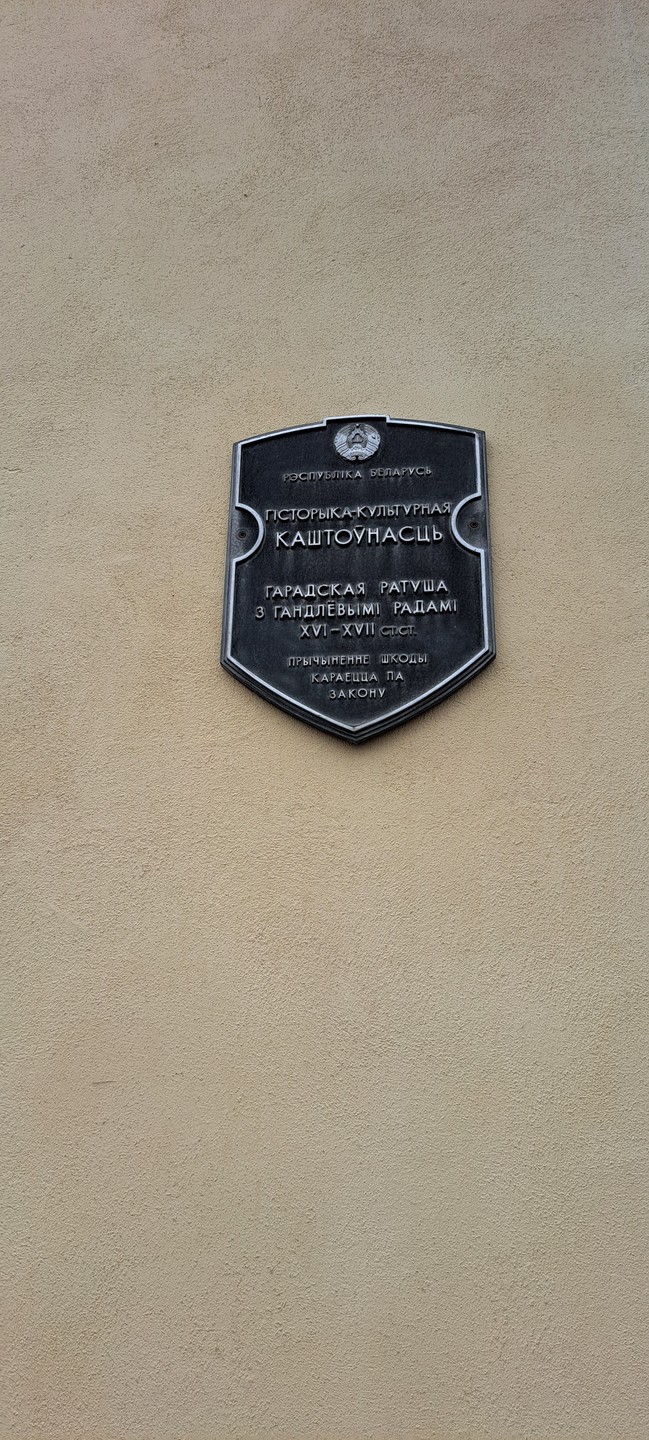 РЭСПУБЛІКА БЕЛАРУСЬ
ГІСТОРЫКА-КУЛЬТУРНАЯ
КАШТОЎНАСЦЬ
ГАРАДСКАЯ РАТУША
З ГАНДЛЁВЫМІ РАДАМІ
XVI–XVII СТ.СТ.
ПРЫЧЫНЕННЕ ШКОДЫ
КАРАЕЦЦА ПА
ЗАКОНУ